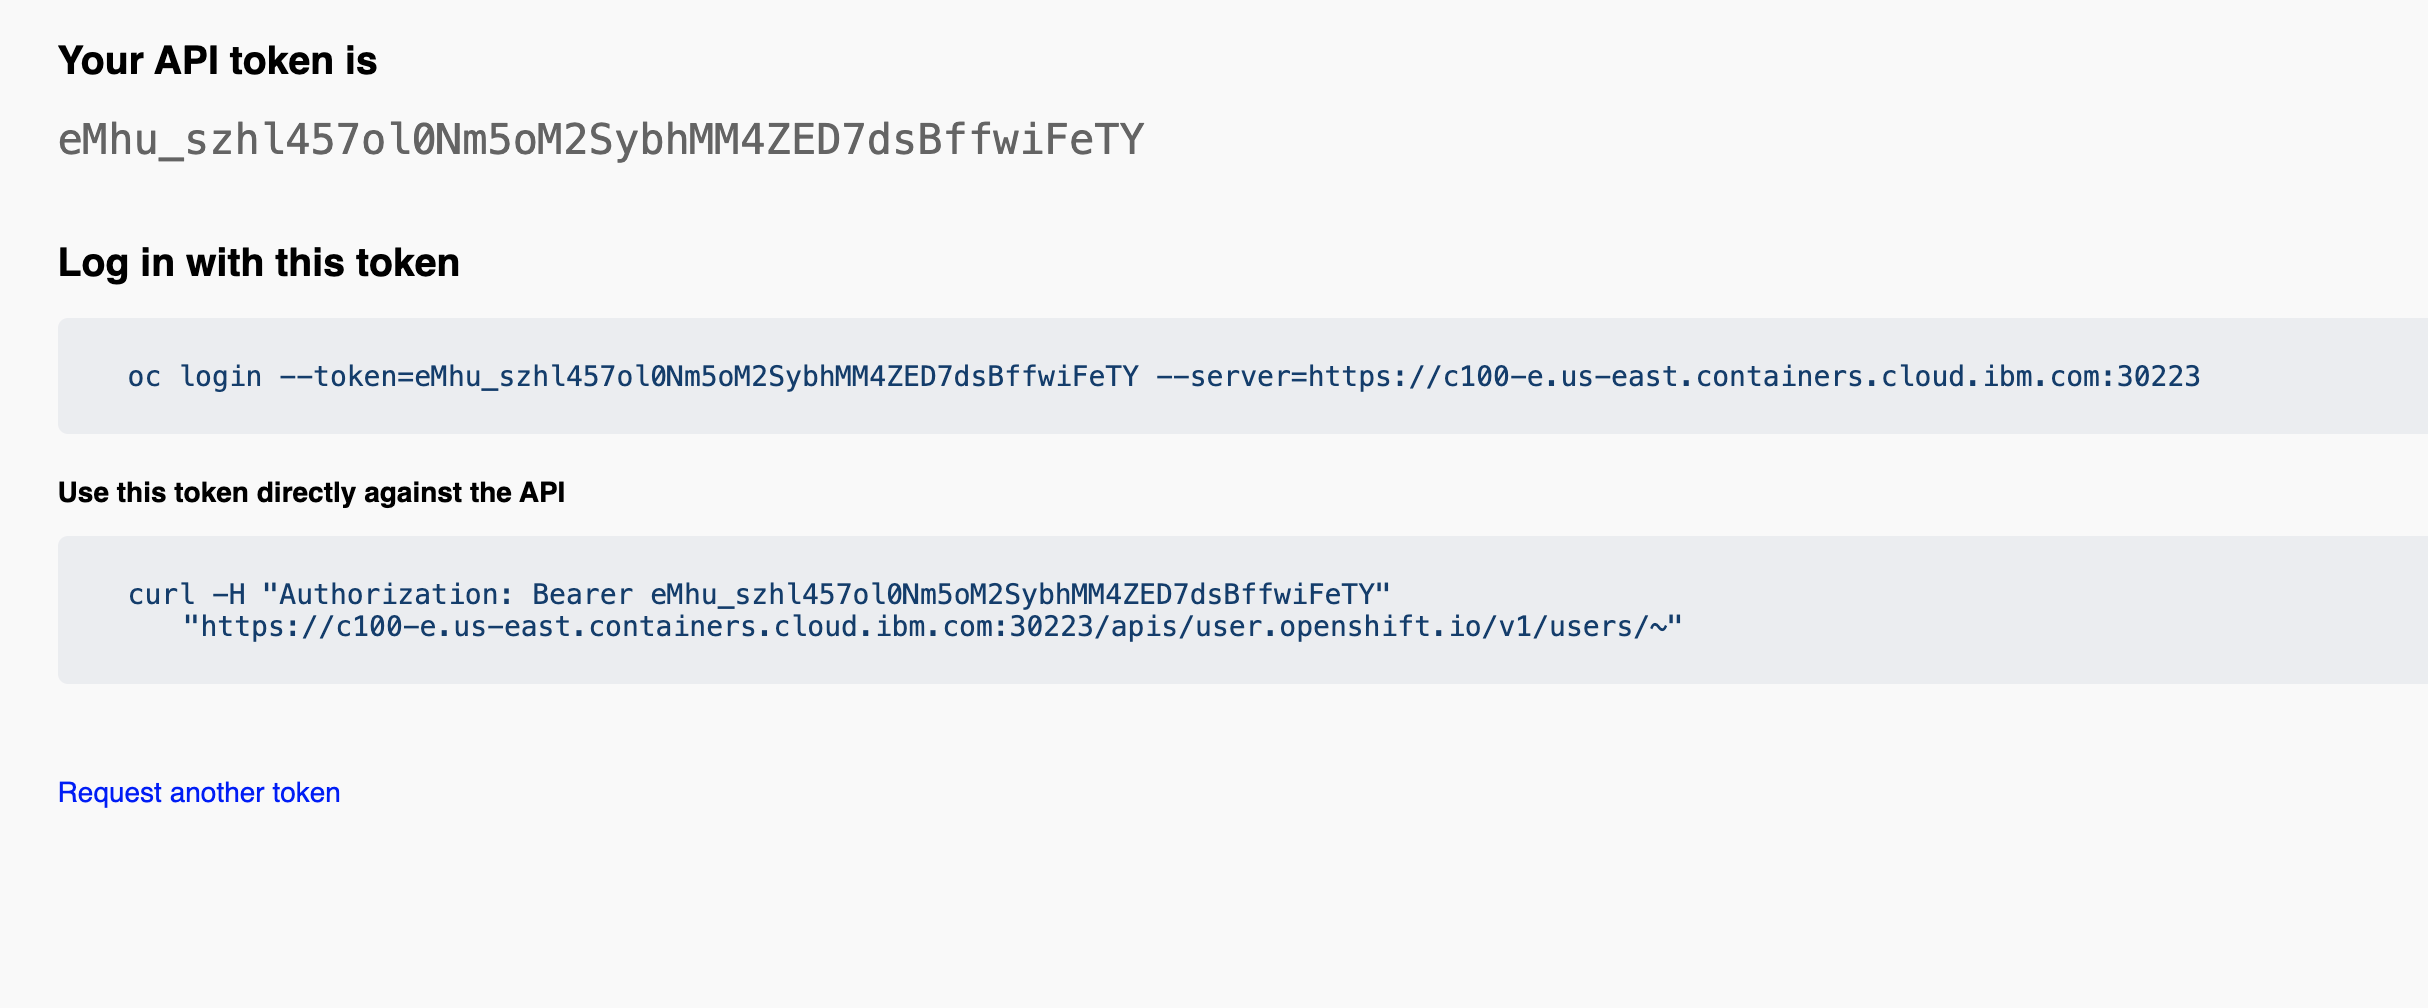 Your API token is
eMhu_szhl457ol0Nm5oM2SybhMM4ZED7dsBffwiFeTY
Log in with this token
oc login --token=eMhu_szhl457ol0Nm5oM2SybhMM4ZED7dsBffwiFeTY --server=https://c100-e.us-east.containers.cloud.ibm.com:30223
Use this token directly against the API
curl -H "Authorization: Bearer eMhu_szhl457ol0Nm5oM2SybhMM4ZED7dsBffwiFeTY"
"https://c100-e.us-east.containers.cloud.ibm.com:30223/apis/user.openshift.io/v1/users/~"
Request another token